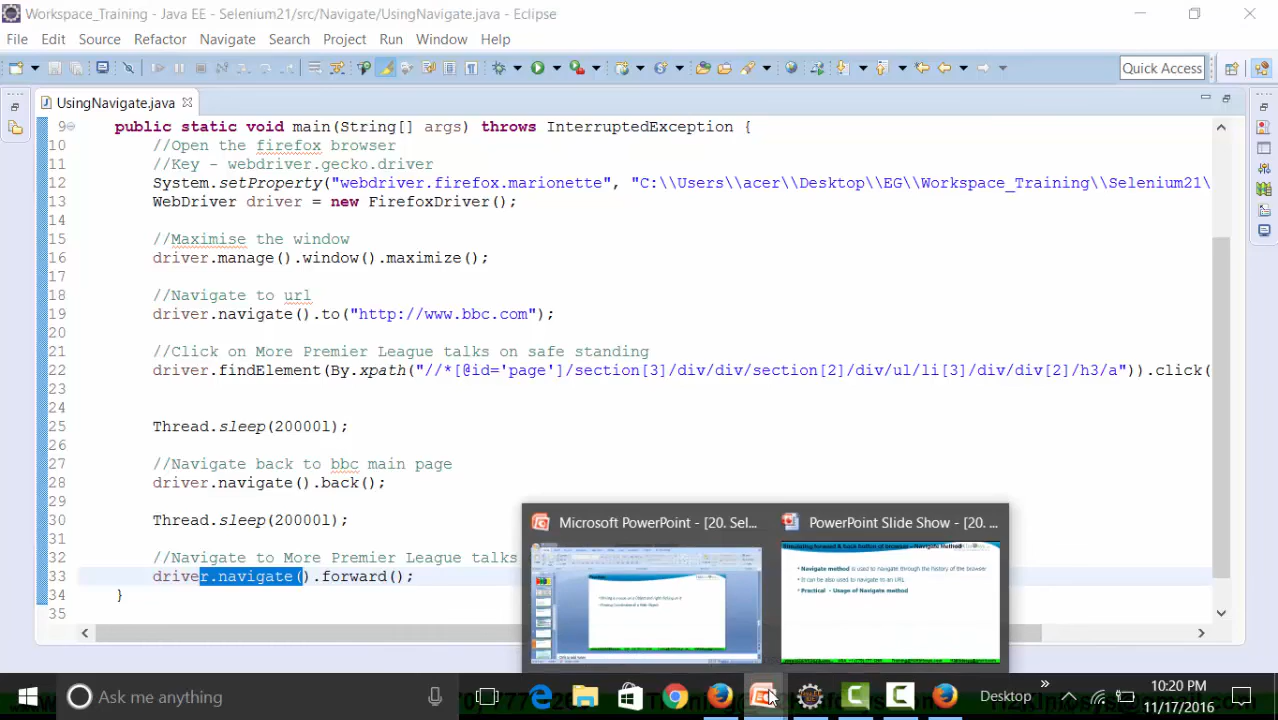 Workspace_Training - Java EE - Selenium21/src/Navigate/UsingNavigate.java - Eclipse
File Edit Source Refactor Navigate Search Project Run Window Help
Quick Access
UsingNavigate.java
9 public static void main(String[] args) throws InterruptedException {
10 //Open the firefox browser
11 //Key - webdriver.gecko.driver
12 System.setProperty("webdriver.firefox.marionette", "C:\\Users\\acer\\Desktop\\EG\\Workspace_Training\\Selenium21\
13 WebDriver driver = new FirefoxDriver();
14
15 //Maximise the window
16 driver.manage().window().maximize();
17
18 //Navigate to url
19 driver.navigate().to("http://www.bbc.com");
20
21 //Click on More Premier League talks on safe standing
22 driver.findElement(By.xpath("//*[@id='page']/section[3]/div/div/section[2]/div/ul/li[3]/div/div[2]/h3/a")).click(
23
24
25 Thread.sleep(20000l);
26
27 //Navigate back to bbc main page
28 driver.navigate().back();
29
30 Thread.sleep(20000l);
31
32 //Navigate to More Premier League talks
33 driver.navigate().forward();
34 }
35
Microsoft PowerPoint - [20. Sel...
PowerPoint Slide Show - [20. ...
Simulating forward & back button of browser - Navigate Method
Navigate method is used to navigate through the history of the browser
It can be also used to navigate to an URL
Practical - Usage of Navigate method
Ask me anything
Desktop
10:20 PM
11/17/2016